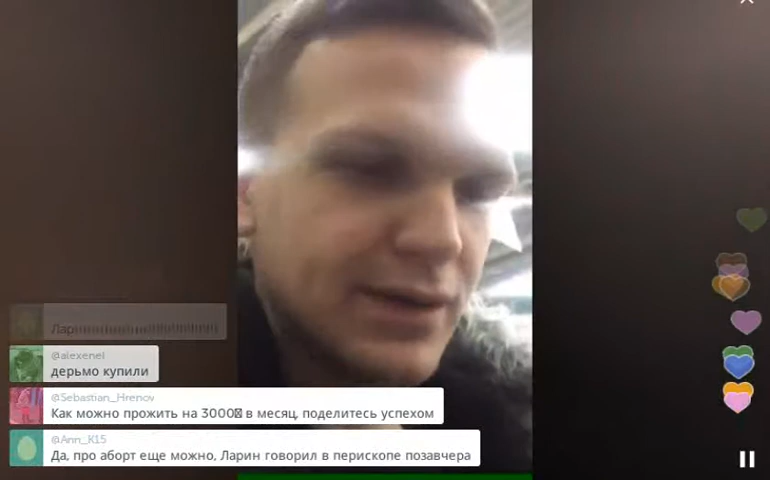 @alexenel
дерьмо купили
@Sebastian_Hrenov
Как можно прожить на 3000 в месяц, поделитесь успехом
@Ann_K15
Да, про аборт еще можно, Ларин говорил в перископе позавчера